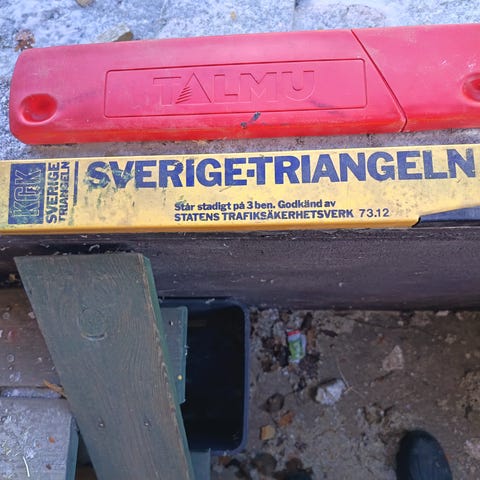 TALMU
KGK
SVERIGE
TRIANGELN
SVERIGE-TRIANGELN
Står stadigt på 3 ben. Godkänd av
STATENS TRAFIKSÄKERHETSVERK 73.12